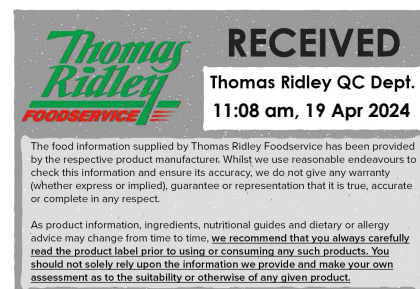 Thomas
Ridley
FOODSERVICE
RECEIVED
Thomas Ridley QC Dept.
11:08 am, 19 Apr 2024
The food information supplied by Thomas Ridley Foodservice has been provided
by the respective product manufacturer. Whilst we use reasonable endeavours to
check this information and ensure its accuracy, we do not give any warranty
(whether express or implied), guarantee or representation that it is true, accurate
or complete in any respect.
As product information, ingredients, nutritional guides and dietary or allergy
advice may change from time to time, we recommend that you always carefully
read the product label prior to using or consuming any such products. You
should not solely rely upon the information we provide and make your own
assessment as to the suitability or otherwise of any given product.